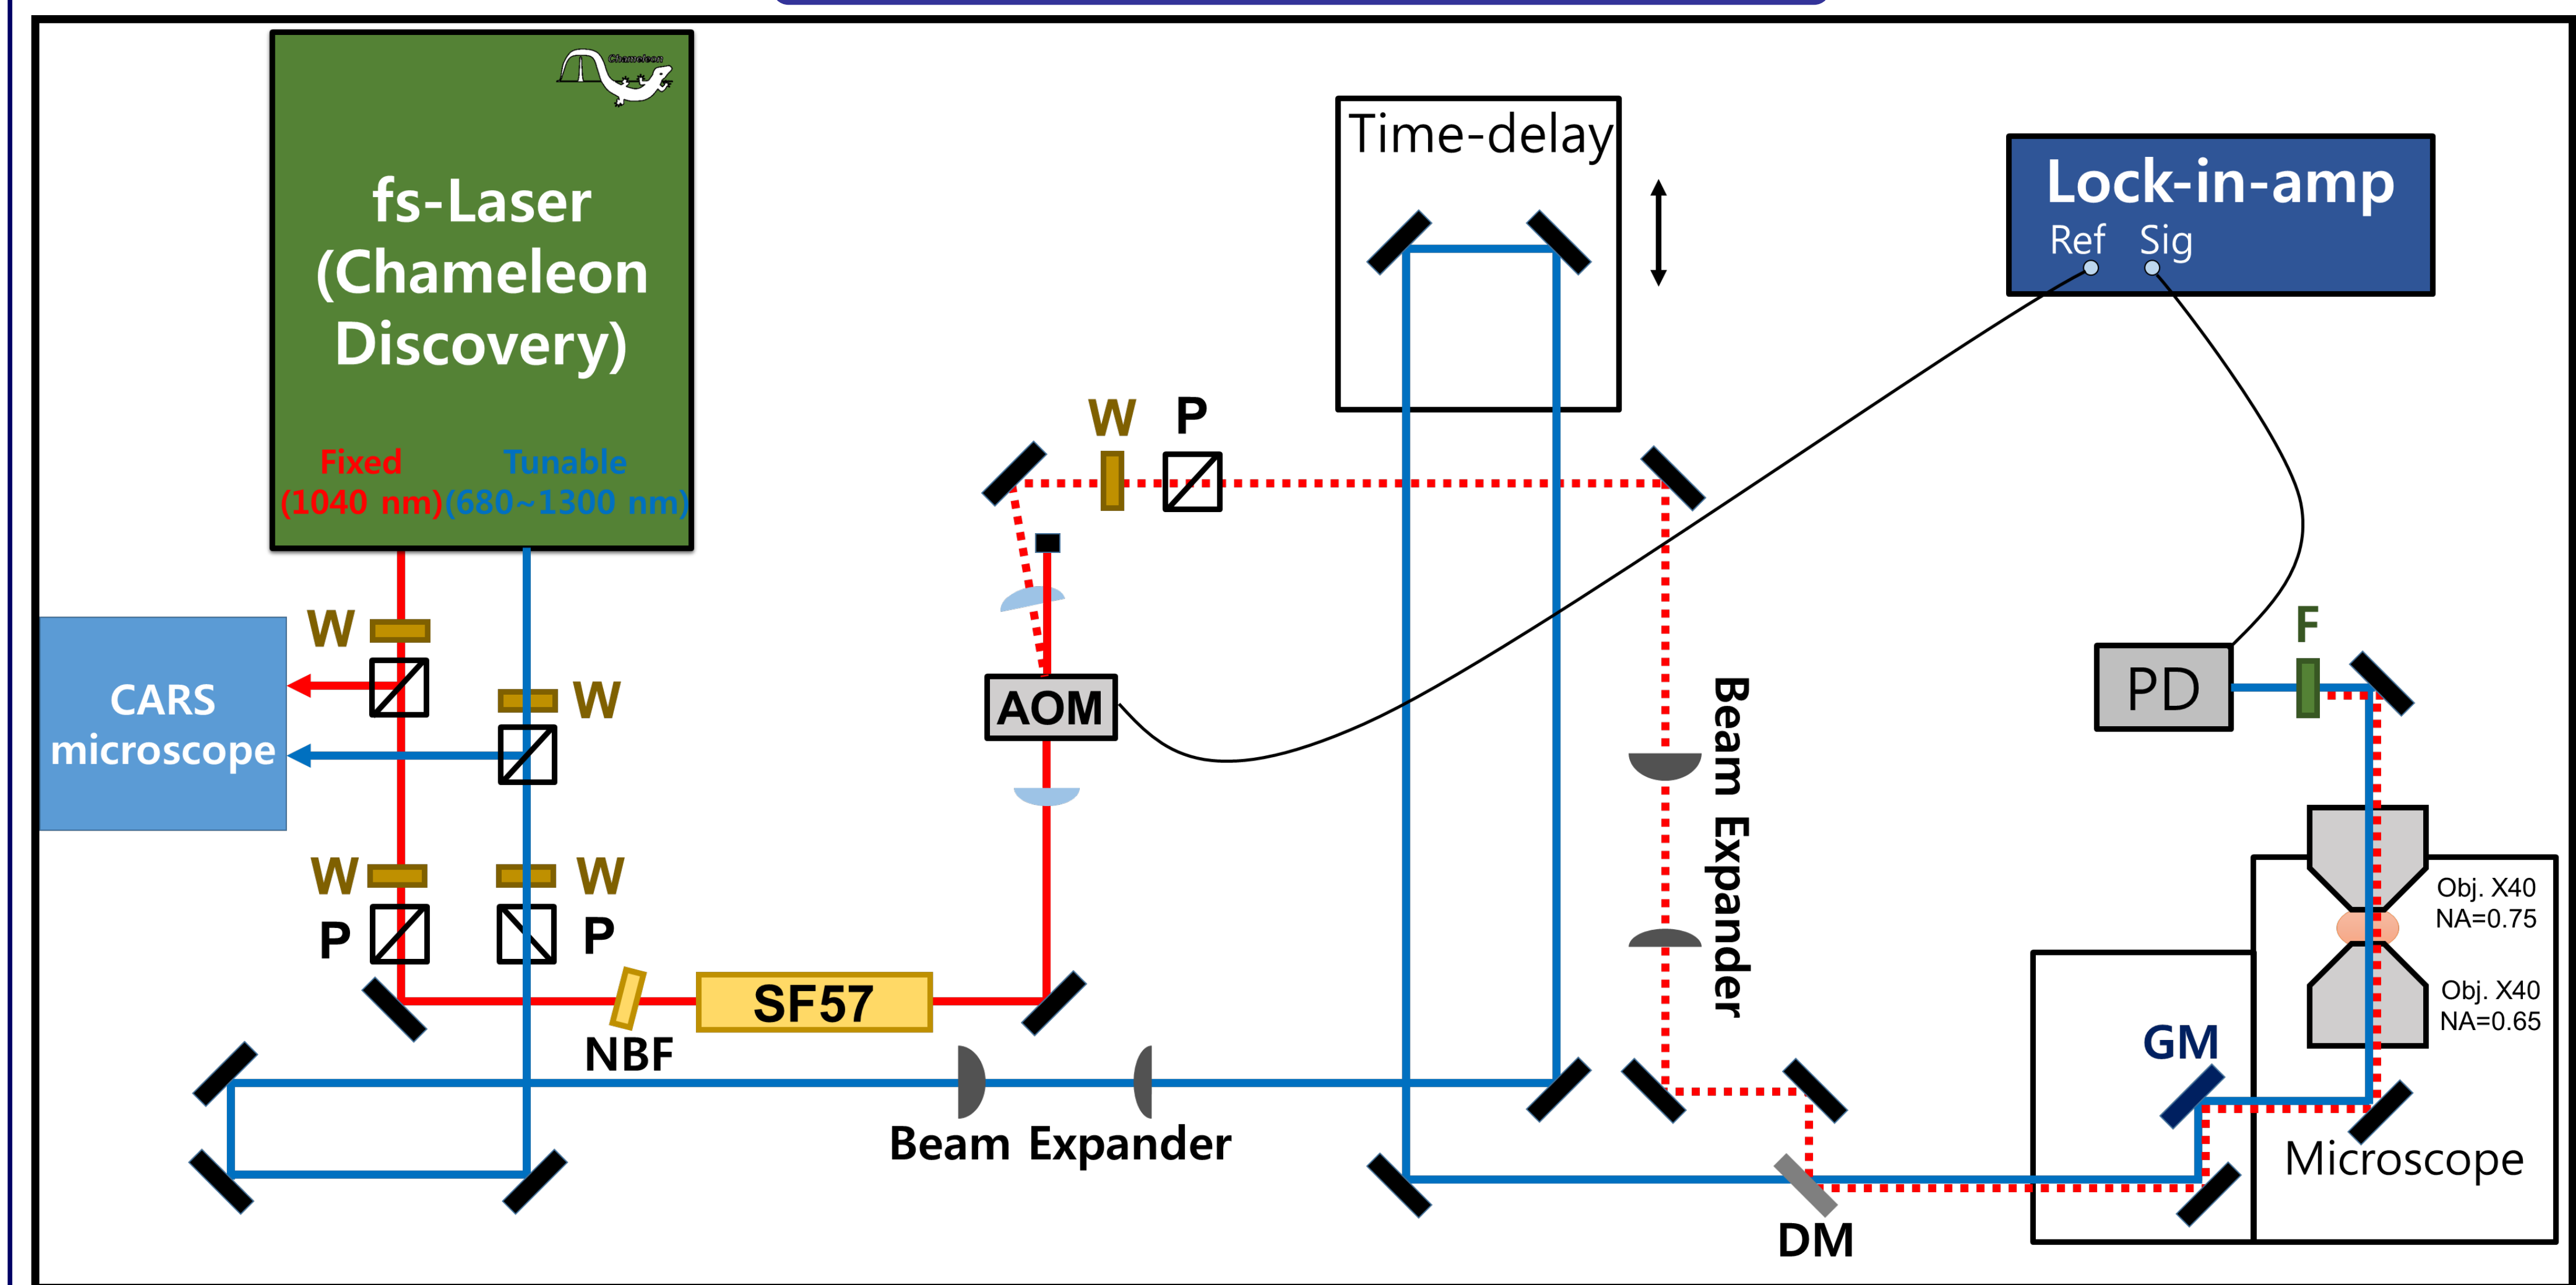 Chameleon
fs-Laser
(Chameleon
Discovery)
Fixed
(1040 nm)
Tunable
(680~1300 nm)
Time-delay
Lock-in-amp
Ref Sig
W P
W
CARS
microscope
W
AOM
Beam Expander
F
PD
W
W
P
P
Obj. X40
NA=0.75
SF57
NBF
Obj. X40
NA=0.65
GM
Beam Expander
Microscope
DM